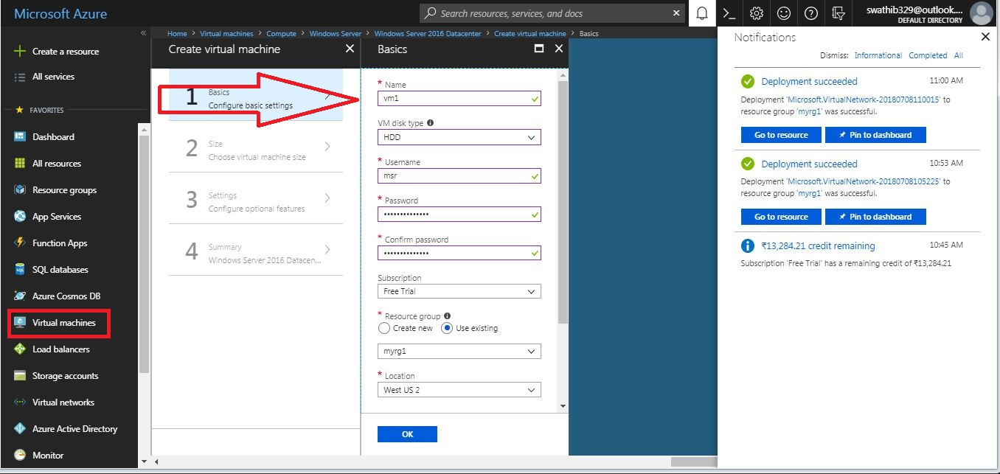 Microsoft Azure
Search resources, services, and docs
swathib329@outlook....
DEFAULT DIRECTORY
Home > Virtual machines > Compute > Windows Server > Windows Server 2016 Datacenter > Create virtual machine > Basics
Create a resource
All services
FAVORITES
Dashboard
All resources
Resource groups
App Services
Function Apps
SQL databases
Azure Cosmos DB
Virtual machines
Load balancers
Storage accounts
Virtual networks
Azure Active Directory
Monitor
Create virtual machine
1
Basics
Configure basic settings
2
Size
Choose virtual machine size
3
Settings
Configure optional features
4
Summary
Windows Server 2016 Datacen...
Basics
* Name
vm1
VM disk type
HDD
* Username
msr
* Password
••••••••••••••
* Confirm password
••••••••••••••
Subscription
Free Trial
* Resource group
Create new Use existing
myrg1
* Location
West US 2
OK
Notifications
Dismiss: Informational Completed All
Deployment succeeded 11:00 AM
Deployment 'Microsoft.VirtualNetwork-20180708110015' to
resource group 'myrg1' was successful.
Go to resource Pin to dashboard
Deployment succeeded 10:53 AM
Deployment 'Microsoft.VirtualNetwork-20180708105225' to
resource group 'myrg1' was successful.
Go to resource Pin to dashboard
₹13,284.21 credit remaining 10:45 AM
Subscription 'Free Trial' has a remaining credit of ₹13,284.21